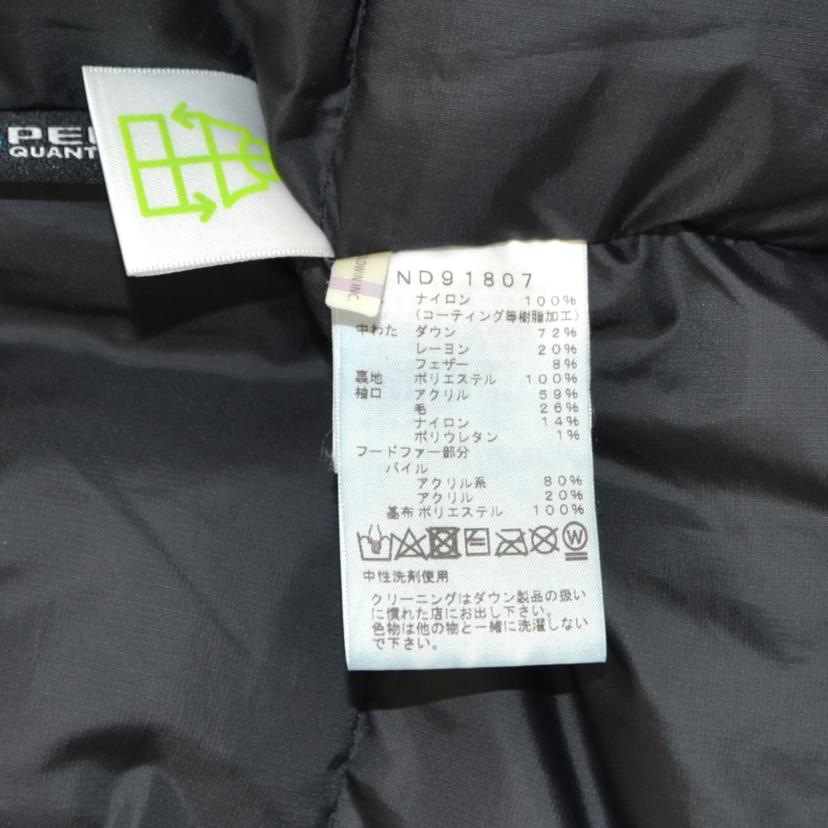 PE
QUANT
DWIN INC
ND91807
ナイロン 100%
(コーティング等樹脂加工)
中わた ダウン 72%
レーヨン 20%
フェザー 8%
裏地 ポリエステル 100%
袖口 アクリル 59%
毛 26%
ナイロン 14%
ポリウレタン 1%
フードファー部分
パイル
アクリル系 80%
アクリル 20%
基布 ポリエステル 100%
W
中性洗剤使用
クリーニングはダウン製品の扱い
に慣れた店にお出し下さい。
色物は他の物と一緒に洗濯しない
で下さい。